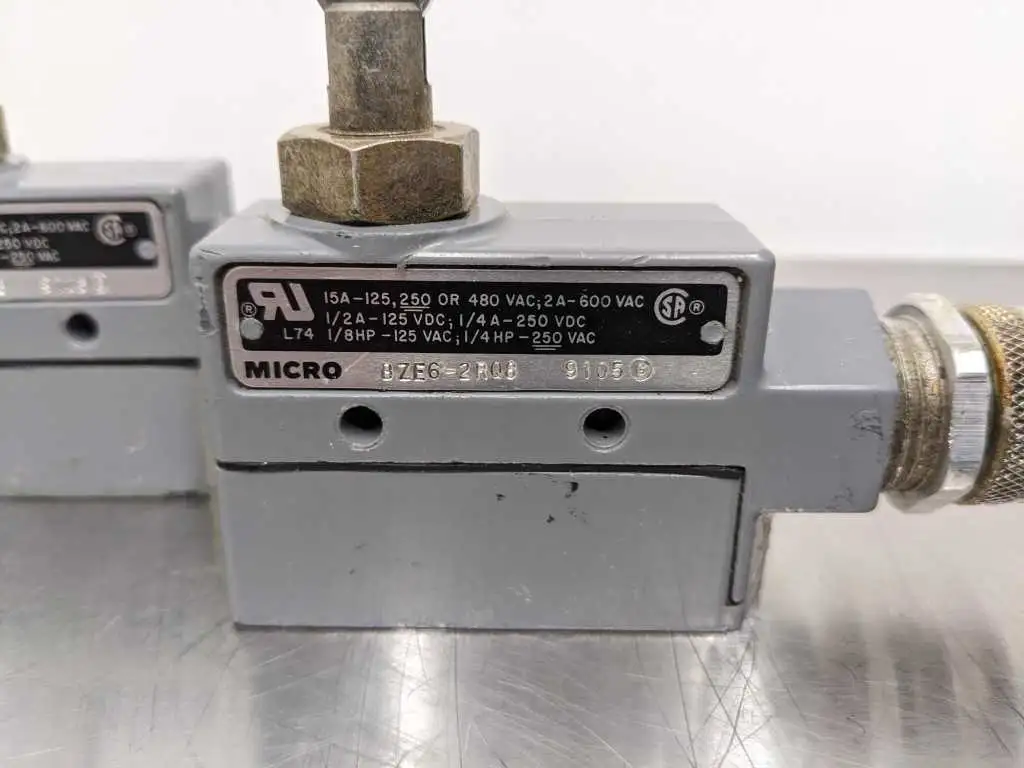 C;2A-600 VAC
250 VDC
-250 VAC
15A-125, 250 OR 480 VAC; 2A-600 VAC
1/2A-125 VDC; 1/4A-250 VDC
L74 1/8HP-125 VAC; 1/4HP-250 VAC
MICRO BZE6-2RQ8 9105